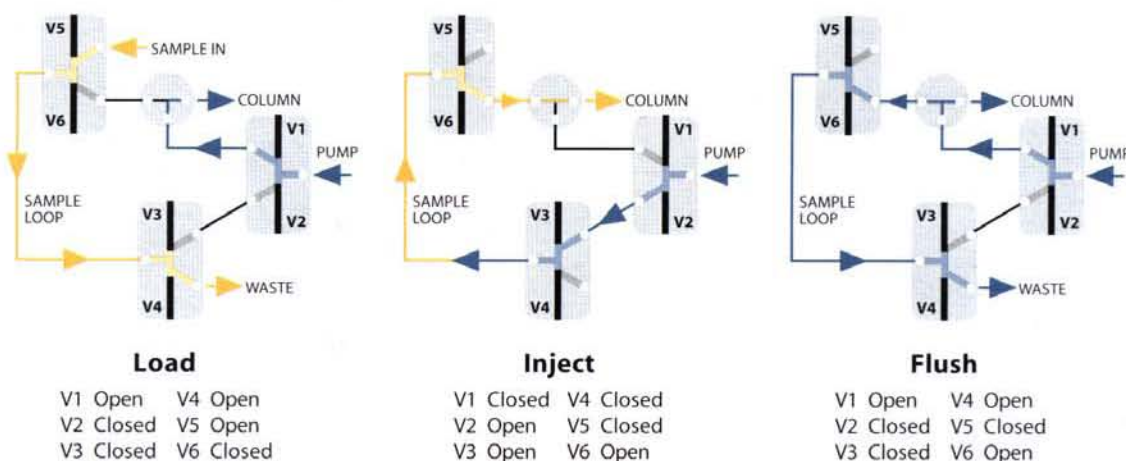 V5
SAMPLE IN
COLUMN
V6
V1
PUMP
SAMPLE
LOOP
V3
V2
WASTE
V4
Load
V1 Open V4 Open
V2 Closed V5 Open
V3 Closed V6 Closed
V5
COLUMN
V6
V1
PUMP
SAMPLE
LOOP
V3
V2
V4
Inject
V1 Closed V4 Closed
V2 Open V5 Closed
V3 Open V6 Open
V5
COLUMN
V6
V1
PUMP
SAMPLE
LOOP
V3
V2
WASTE
V4
Flush
V1 Open V4 Open
V2 Closed V5 Closed
V3 Closed V6 Open